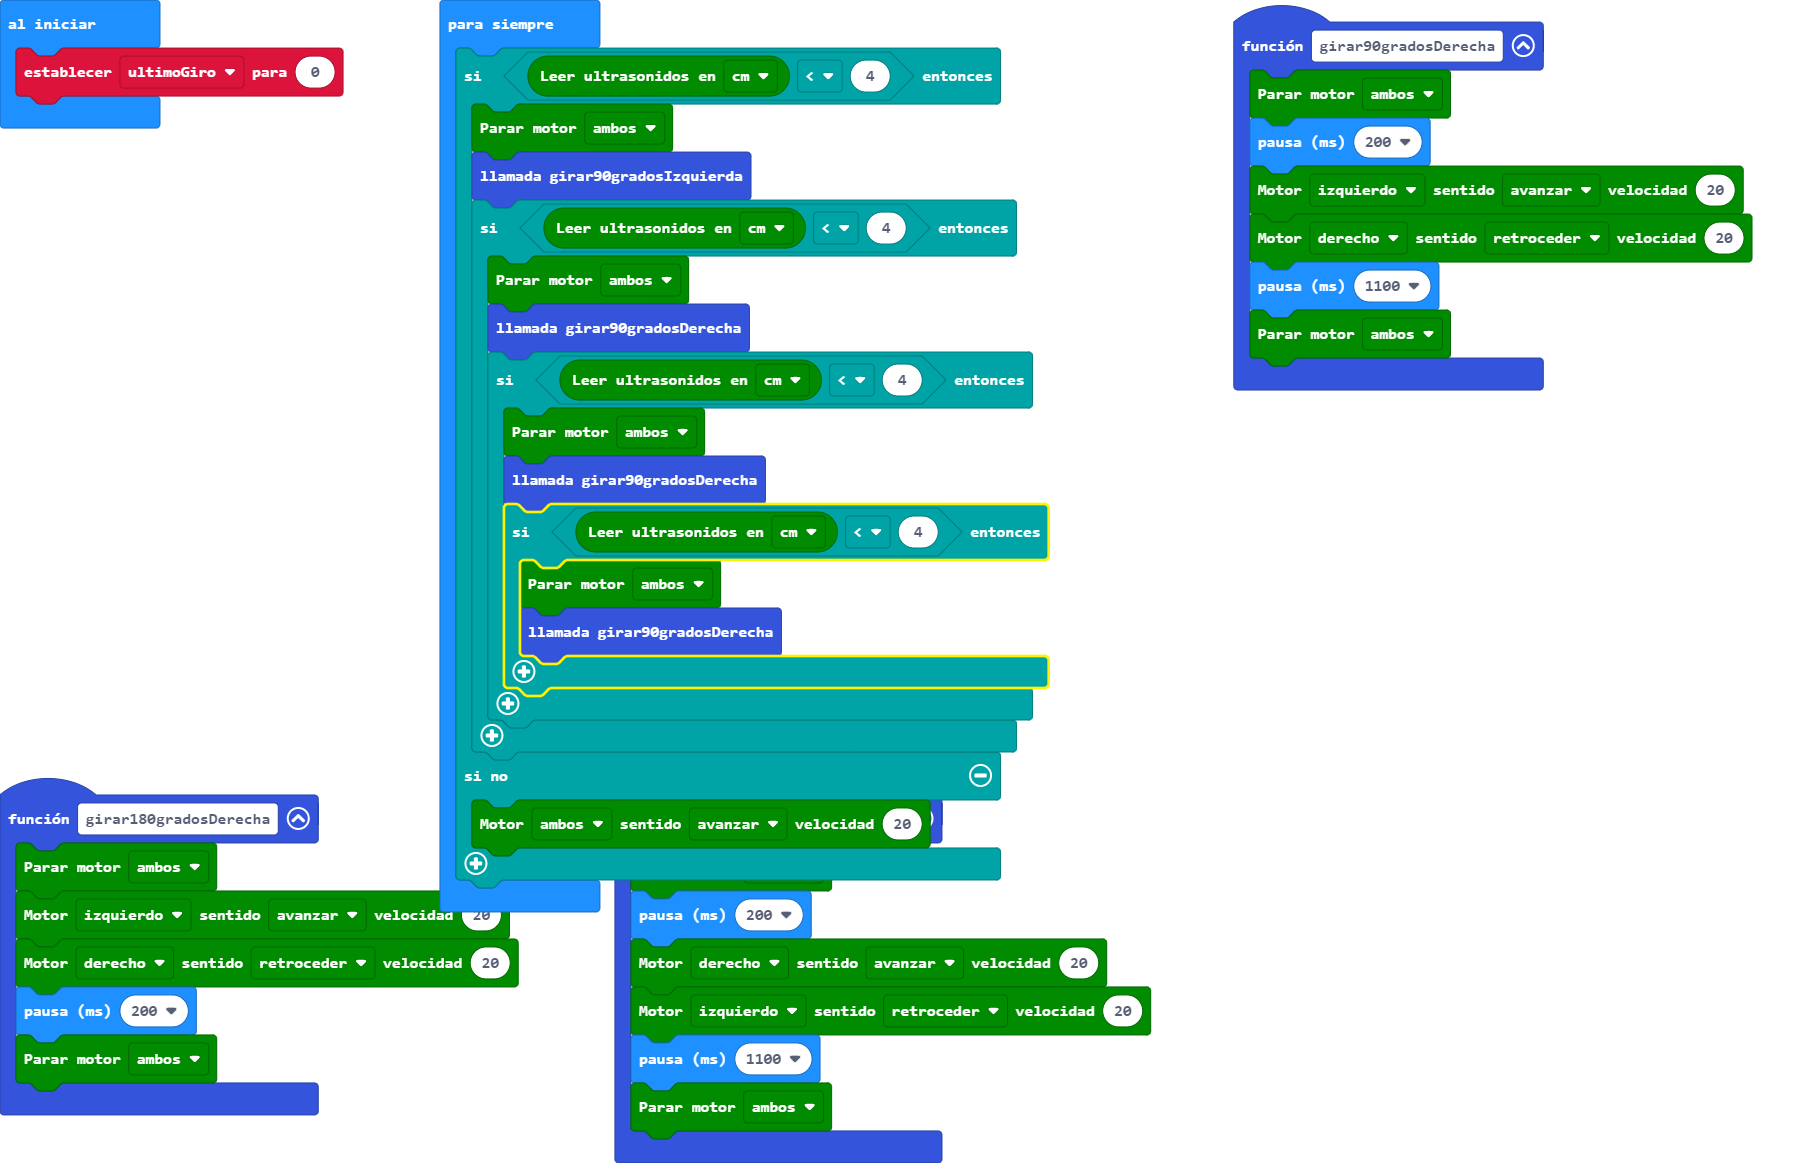 al iniciar
establecer ultimoGiro para 0
para siempre
si Leer ultrasonidos en cm < 4 entonces
Parar motor ambos
llamada girar90gradosIzquierda
si Leer ultrasonidos en cm < 4 entonces
Parar motor ambos
llamada girar90gradosDerecha
si Leer ultrasonidos en cm < 4 entonces
Parar motor ambos
llamada girar90gradosDerecha
si Leer ultrasonidos en cm < 4 entonces
Parar motor ambos
llamada girar90gradosDerecha
si no
Motor ambos sentido avanzar velocidad 20
función girar90gradosDerecha
Parar motor ambos
pausa (ms) 200
Motor izquierdo sentido avanzar velocidad 20
Motor derecho sentido retroceder velocidad 20
pausa (ms) 1100
Parar motor ambos
función girar180gradosDerecha
Parar motor ambos
Motor izquierdo sentido avanzar velocidad 20
Motor derecho sentido retroceder velocidad 20
pausa (ms) 200
Parar motor ambos
pausa (ms) 200
Motor derecho sentido avanzar velocidad 20
Motor izquierdo sentido retroceder velocidad 20
pausa (ms) 1100
Parar motor ambos